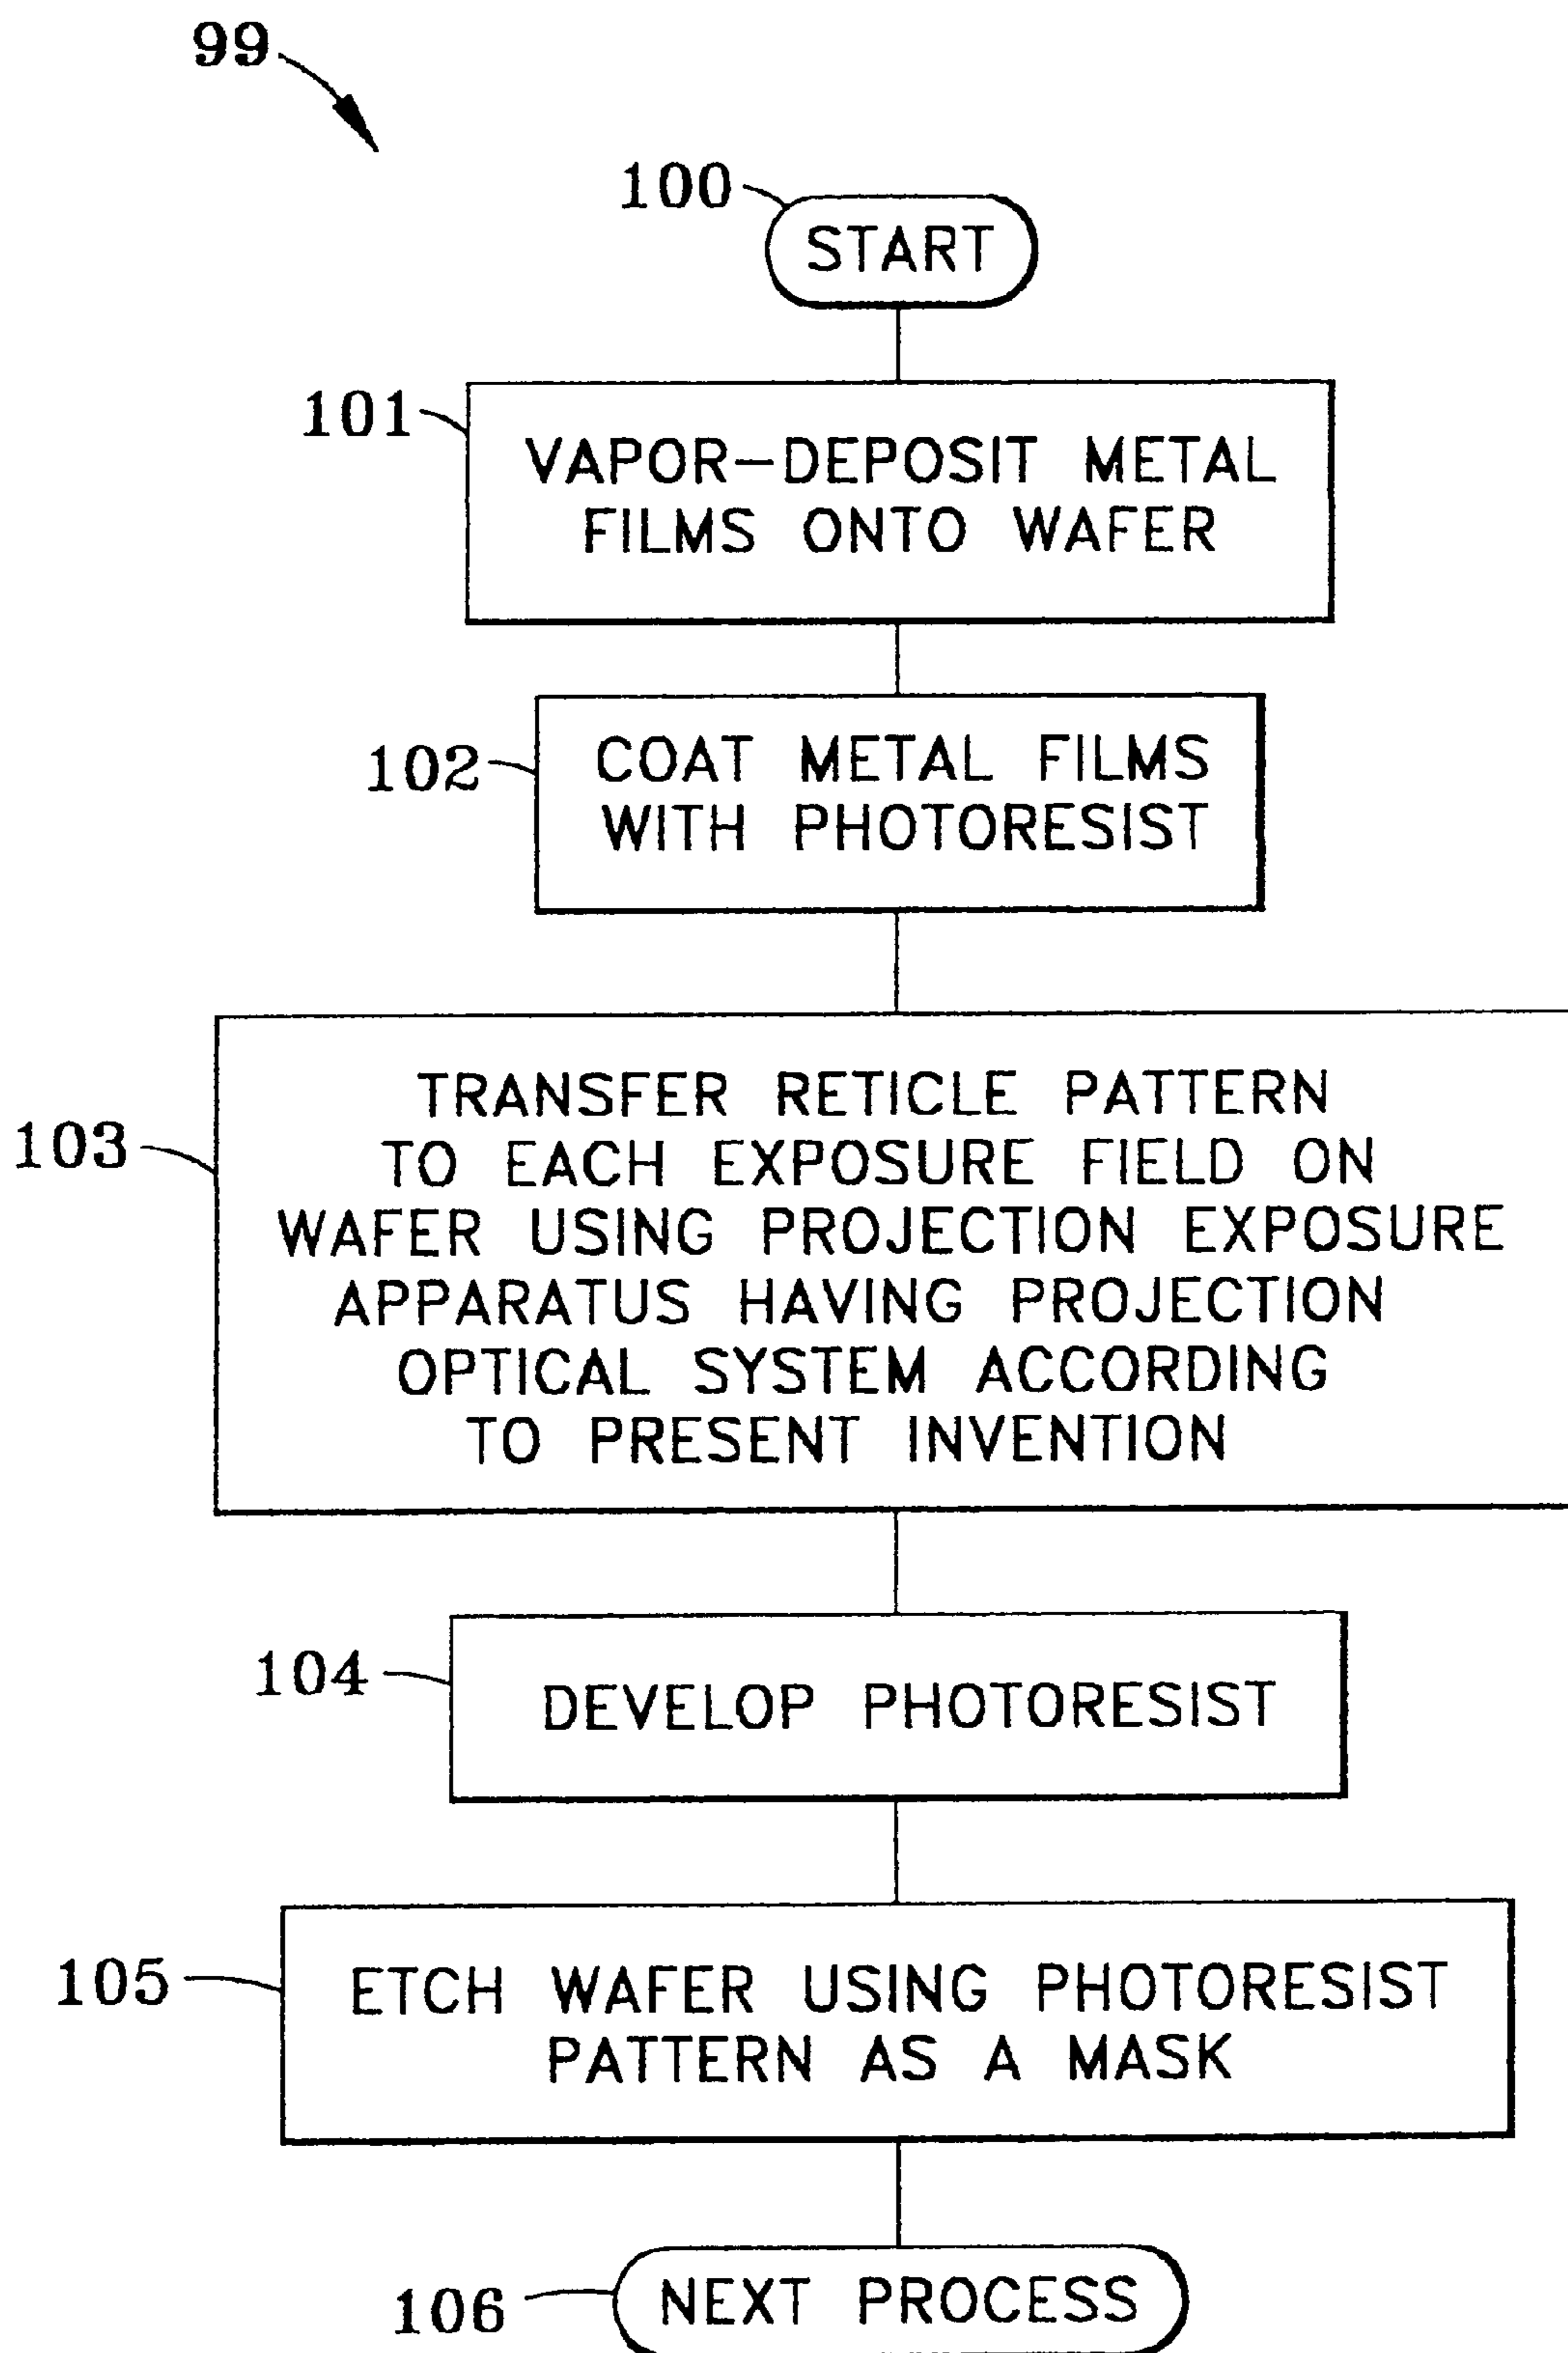 99
100
START
101
VAPOR-DEPOSIT METAL
FILMS ONTO WAFER
102
COAT METAL FILMS
WITH PHOTORESIST
103
TRANSFER RETICLE PATTERN
TO EACH EXPOSURE FIELD ON
WAFER USING PROJECTION EXPOSURE
APPARATUS HAVING PROJECTION
OPTICAL SYSTEM ACCORDING
TO PRESENT INVENTION
104
DEVELOP PHOTORESIST
105
ETCH WAFER USING PHOTORESIST
PATTERN AS A MASK
106
NEXT PROCESS